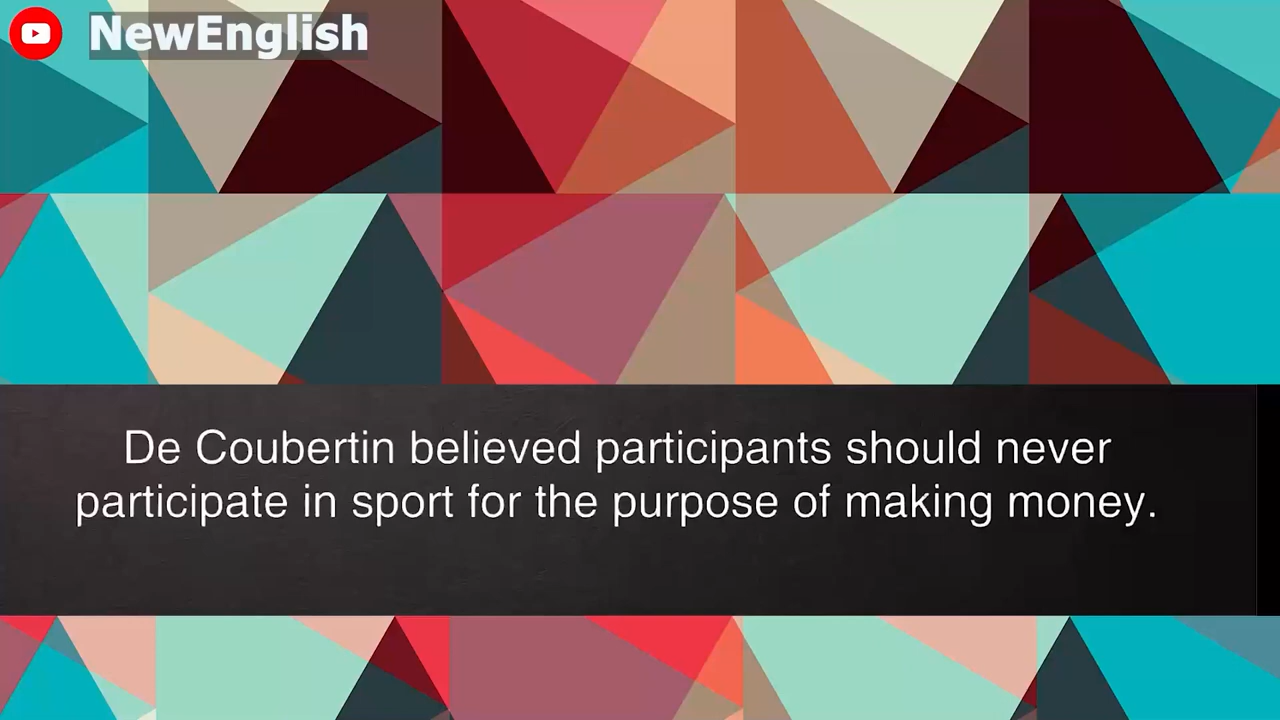 NewEnglish
De Coubertin believed participants should never
participate in sport for the purpose of making money.